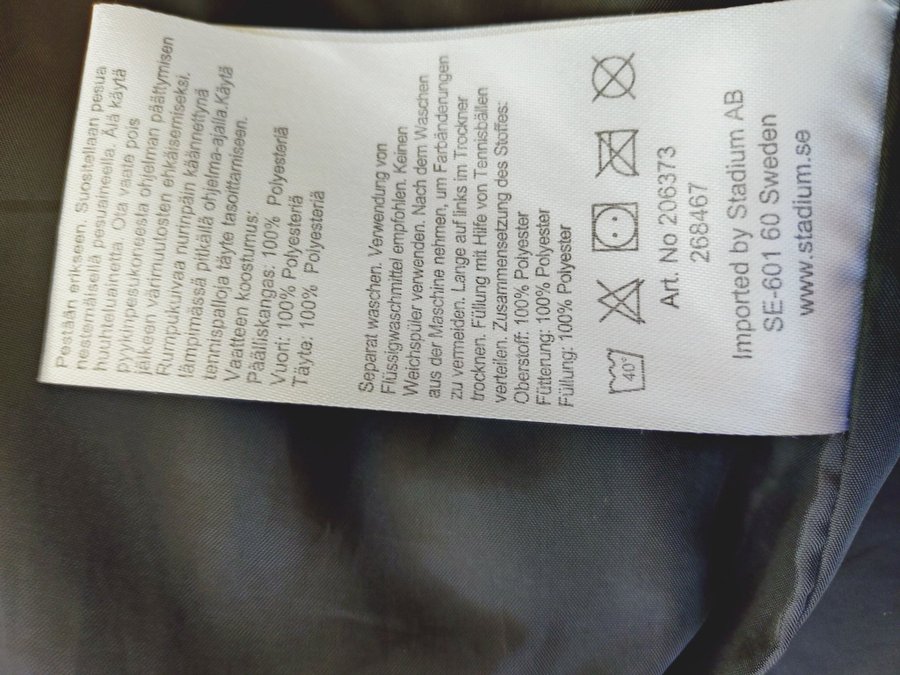 Pestään erikseen. Suositellaan pesua
nestemäisellä pesuaineella. Älä käytä
huuhteluainetta. Ota vaate pois
pyykinpesukoneesta ohjelman päättymisen
jälkeen värimuutosten ehkäisemiseksi.
Rumpukuivaa nurinpäin käännettynä
lämpimässä pitkällä ohjelma-ajalla.Käytä
tennispalloja täyte tasoittamiseen.
Vaatteen koostumus:
Päälliskangas: 100% Polyesteriä
Vuori: 100% Polyesteriä
Täyte: 100% Polyesteriä
Separat waschen. Verwendung von
Flüssigwaschmittel empfohlen. Keinen
Weichspüler verwenden. Nach dem Waschen
aus der Maschine nehmen, um Farbänderungen
zu vermeiden. Lange auf links im Trockner
trocknen. Füllung mit Hilfe von Tennisbällen
verteilen. Zusammensetzung des Stoffes:
Oberstoff: 100% Polyester
Fütterung: 100% Polyester
Füllung: 100% Polyester
40°
Art. No 206373
268467
Imported by Stadium AB
SE-601 60 Sweden
www.stadium.se